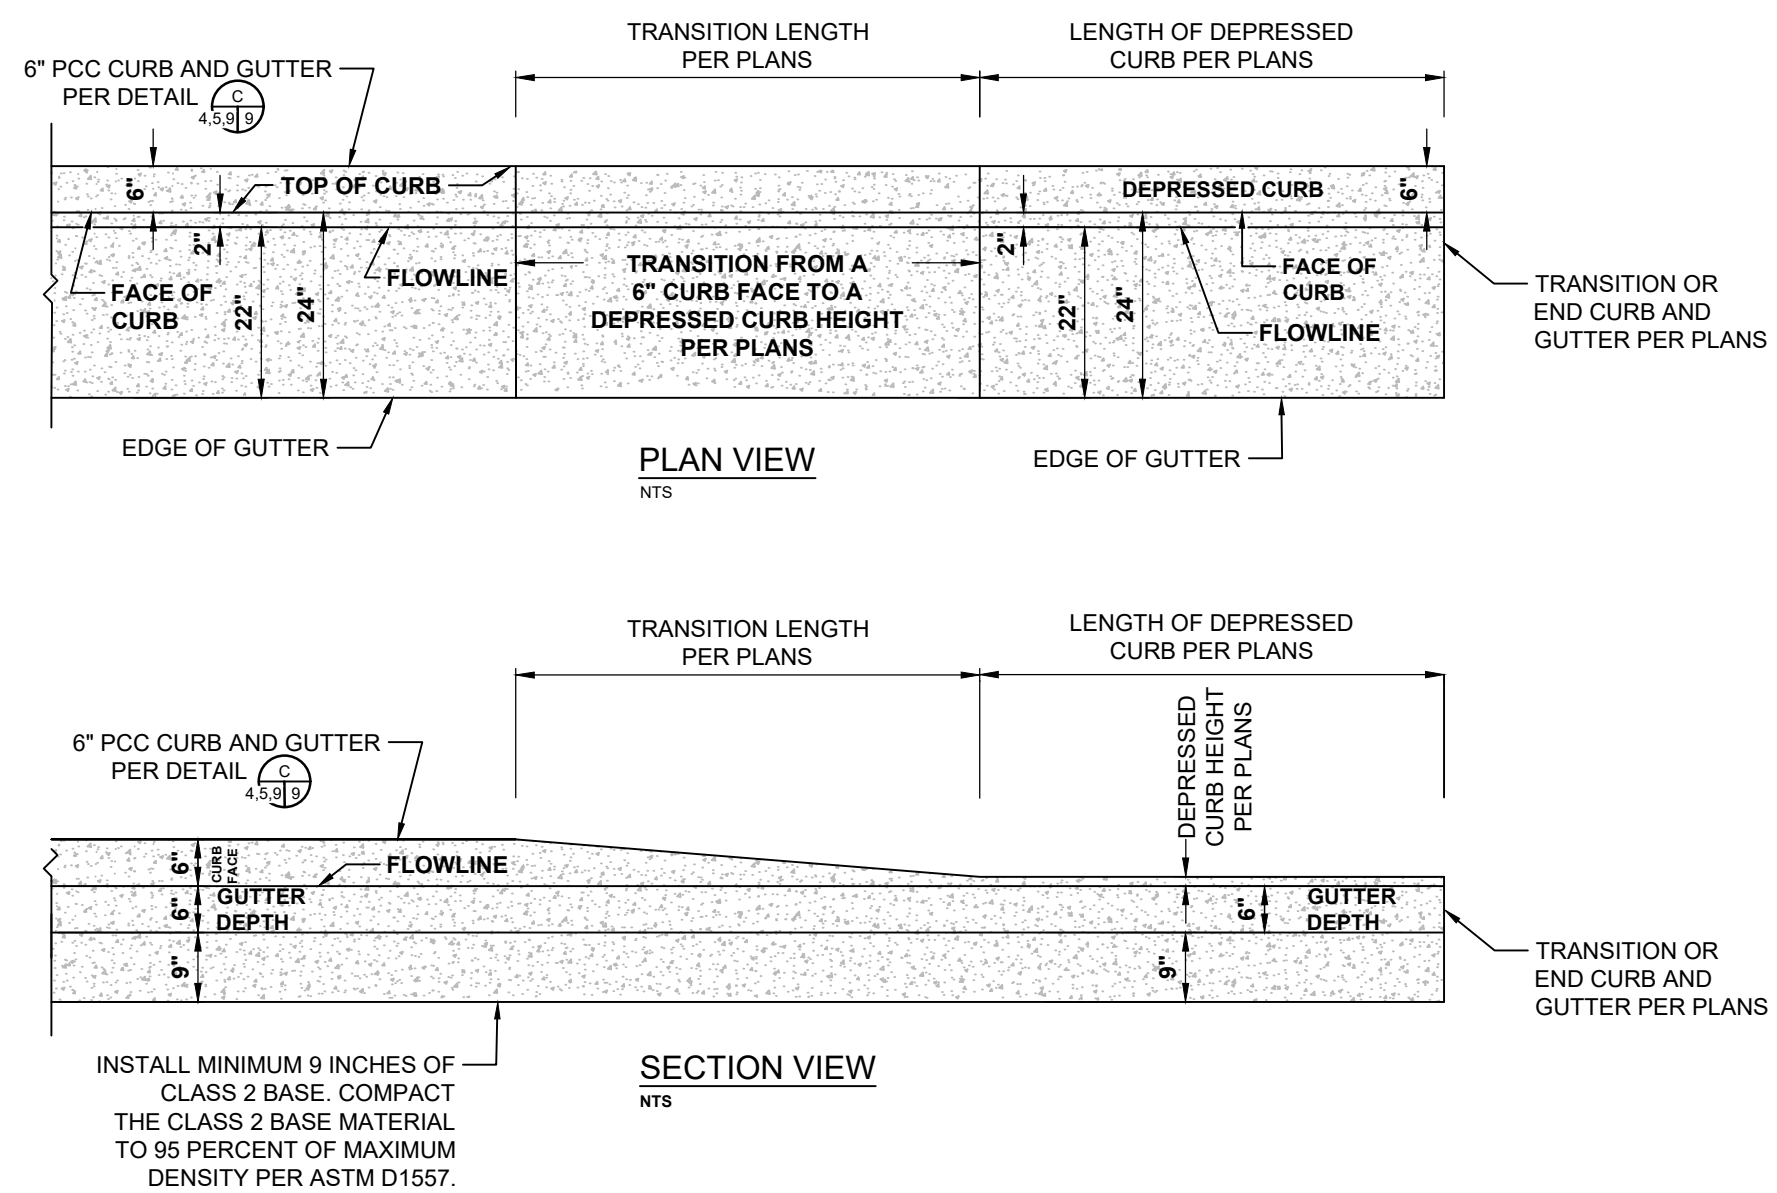 TRANSITION LENGTH
PER PLANS
LENGTH OF DEPRESSED
CURB PER PLANS
6" PCC CURB AND GUTTER
PER DETAIL
C
4,5,9 9
6"
TOP OF CURB
DEPRESSED CURB
6"
2"
2"
FLOWLINE
FACE OF
CURB
22"
24"
TRANSITION FROM A
6" CURB FACE TO A
DEPRESSED CURB HEIGHT
PER PLANS
22"
24"
FACE OF
CURB
FLOWLINE
TRANSITION OR
END CURB AND
GUTTER PER PLANS
EDGE OF GUTTER
EDGE OF GUTTER
PLAN VIEW
NTS
TRANSITION LENGTH
PER PLANS
LENGTH OF DEPRESSED
CURB PER PLANS
DEPRESSED
CURB HEIGHT
PER PLANS
6" PCC CURB AND GUTTER
PER DETAIL
C
4,5,9 9
6"
CURB
FACE
FLOWLINE
6"
GUTTER
DEPTH
6"
GUTTER
DEPTH
9"
9"
TRANSITION OR
END CURB AND
GUTTER PER PLANS
INSTALL MINIMUM 9 INCHES OF
CLASS 2 BASE. COMPACT
THE CLASS 2 BASE MATERIAL
TO 95 PERCENT OF MAXIMUM
DENSITY PER ASTM D1557.
SECTION VIEW
NTS